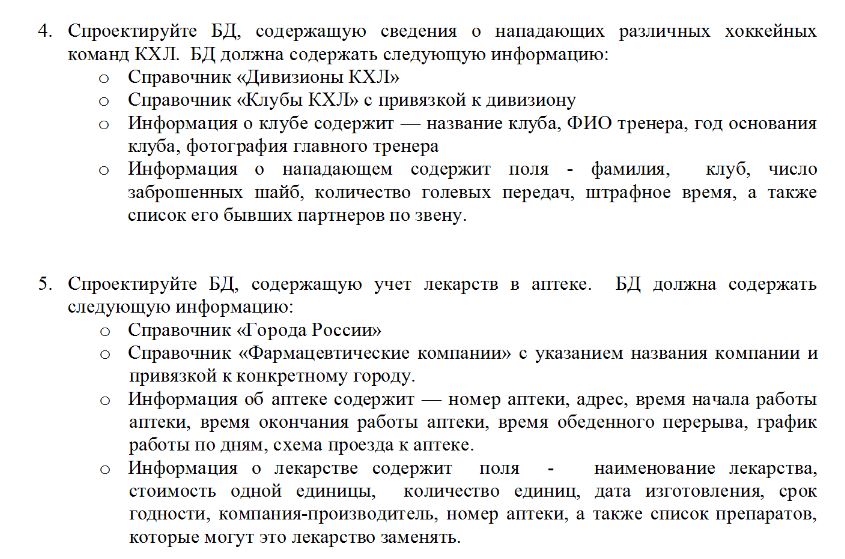 4. Спроектируйте БД, содержащую сведения о нападающих различных хоккейных
команд КХЛ. БД должна содержать следующую информацию:
o Справочник «Дивизионы КХЛ»
o Справочник «Клубы КХЛ» с привязкой к дивизиону
o Информация о клубе содержит — название клуба, ФИО тренера, год основания
клуба, фотография главного тренера
o Информация о нападающем содержит поля - фамилия, клуб, число
заброшенных шайб, количество голевых передач, штрафное время, а также
список его бывших партнеров по звену.
5. Спроектируйте БД, содержащую учет лекарств в аптеке. БД должна содержать
следующую информацию:
o Справочник «Города России»
o Справочник «Фармацевтические компании» с указанием названия компании и
привязкой к конкретному городу.
o Информация об аптеке содержит — номер аптеки, адрес, время начала работы
аптеки, время окончания работы аптеки, время обеденного перерыва, график
работы по дням, схема проезда к аптеке.
o Информация о лекарстве содержит поля - наименование лекарства,
стоимость одной единицы, количество единиц, дата изготовления, срок
годности, компания-производитель, номер аптеки, а также список препаратов,
которые могут это лекарство заменять.